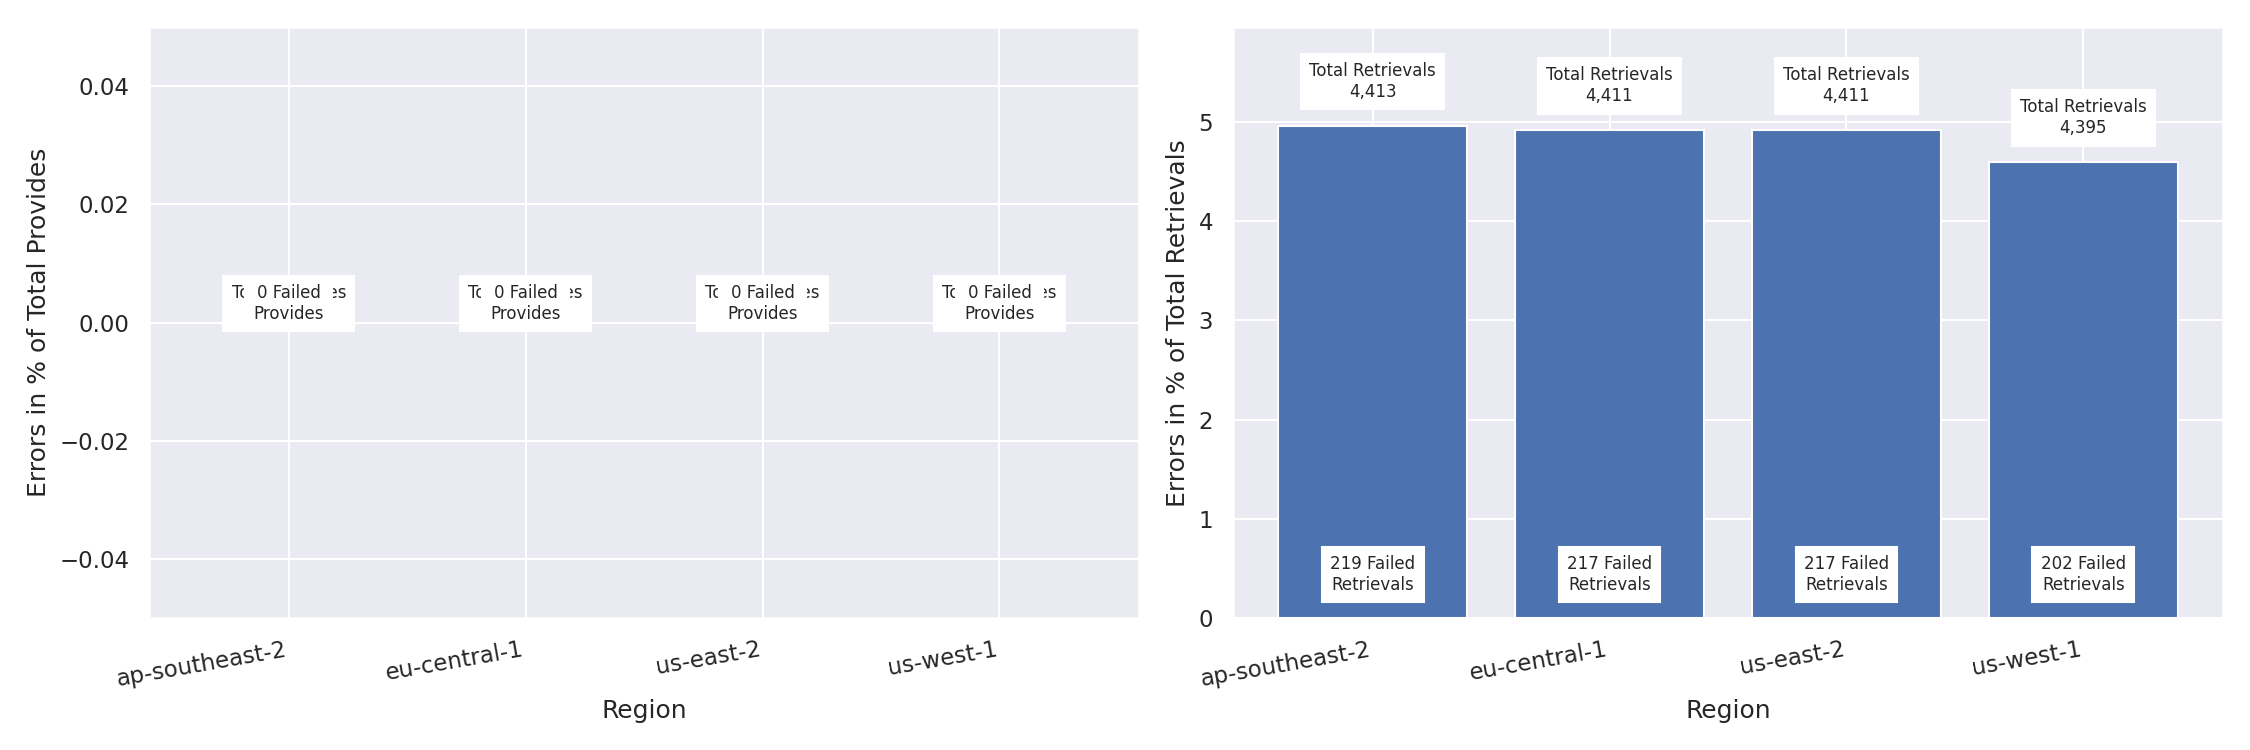 Errors in % of Total Provides
0.04
0.02
0.00
−0.02
−0.04
0 Failed
Provides
0 Failed
Provides
0 Failed
Provides
0 Failed
Provides
ap-southeast-2
eu-central-1
us-east-2
us-west-1
Region
Errors in % of Total Retrievals
5
4
3
2
1
0
Total Retrievals
4,413
Total Retrievals
4,411
Total Retrievals
4,411
Total Retrievals
4,395
219 Failed
Retrievals
217 Failed
Retrievals
217 Failed
Retrievals
202 Failed
Retrievals
ap-southeast-2
eu-central-1
us-east-2
us-west-1
Region